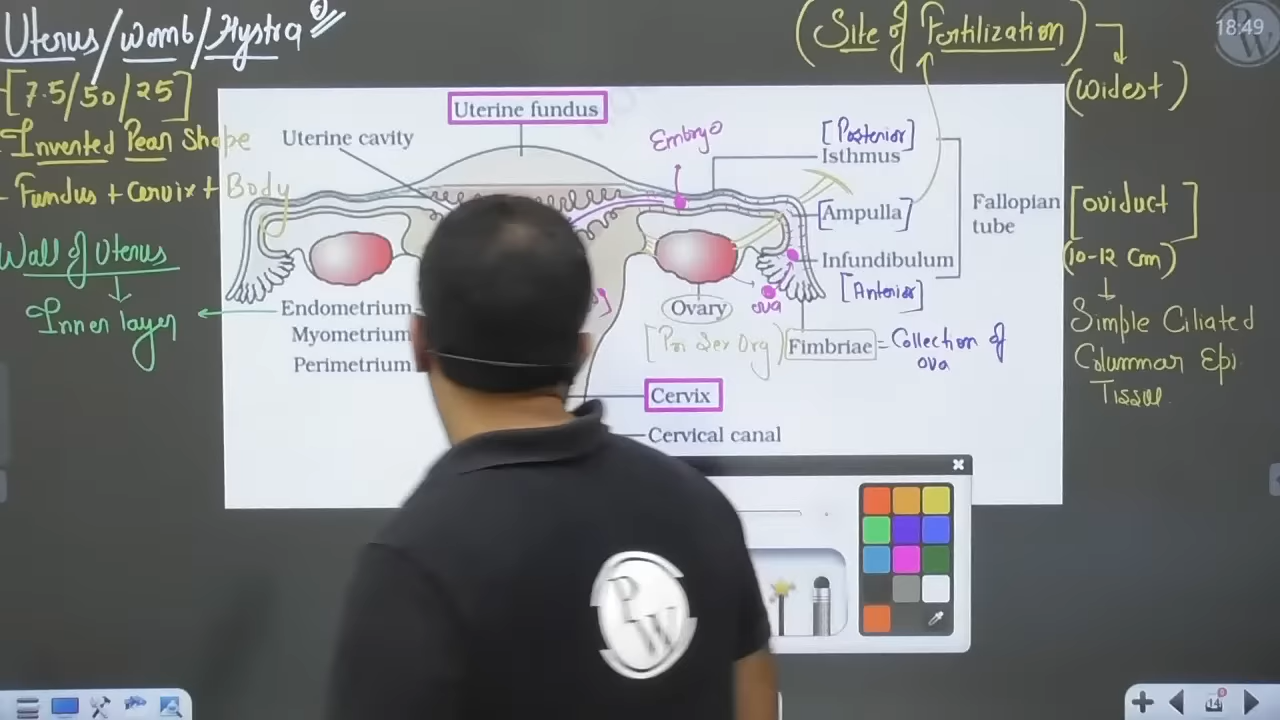 Uterus/Womb/Hystra
[7.5/50/25]
- Invented Pear Shape
- Fundus + Cervix + Body
Wall of Uterus
Inner layer
(Site of Fertilization)
(Widest)
18:49
Uterine fundus
Uterine cavity
Embryo
[Posterior]
Isthmus
[Ampulla]
Infundibulum
[Anterior]
Fallopian
tube
[oviduct]
(10-12 cm)
Simple Ciliated
Columnar Epi
Tissue
Endometrium
Myometrium
Perimetrium
Ovary
ova
[Pri Sex Org]
Fimbriae = Collection of
ova
Cervix
Cervical canal
PW
14